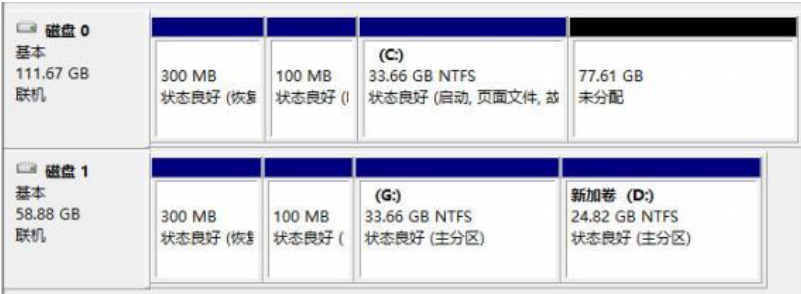 磁盘 0
基本
111.67 GB
联机
300 MB
状态良好 (恢复
100 MB
状态良好 (
(C:)
33.66 GB NTFS
状态良好 (启动, 页面文件, 故
77.61 GB
未分配
磁盘 1
基本
58.88 GB
联机
300 MB
状态良好 (恢复
100 MB
状态良好 (
(G:)
33.66 GB NTFS
状态良好 (主分区)
新加卷 (D:)
24.82 GB NTFS
状态良好 (主分区)